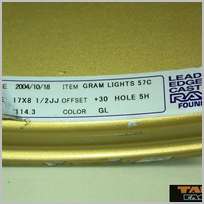 2004/10/18 ITEM GRAM LIGHTS 57C
E 17X8 1/2JJ OFFSET +30 HOLE 5H
114.3 COLOR GL
LEAD
EDGE
CAST
RA
FOUN